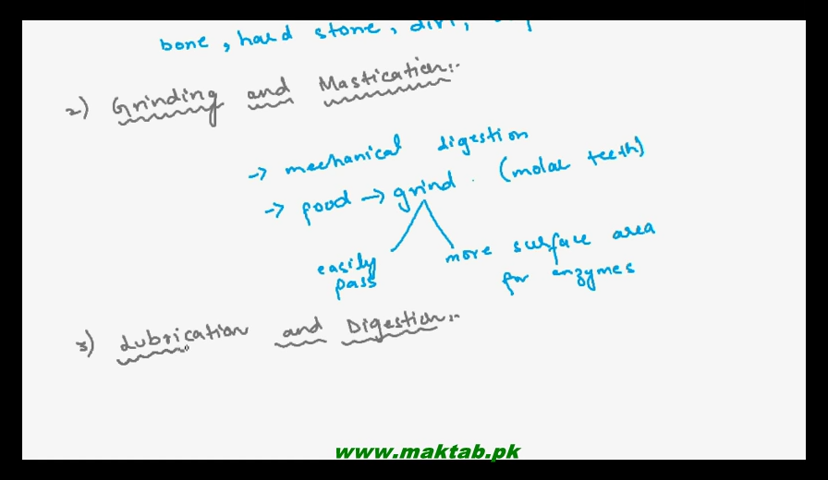 bone, hard stone, dirt,
2) Grinding and Mastication:-
→ mechanical digestion
→ food → grind. (molar teeth)
easily pass
more surface area for enzymes
3) Lubrication and Digestion:-
www.maktab.pk